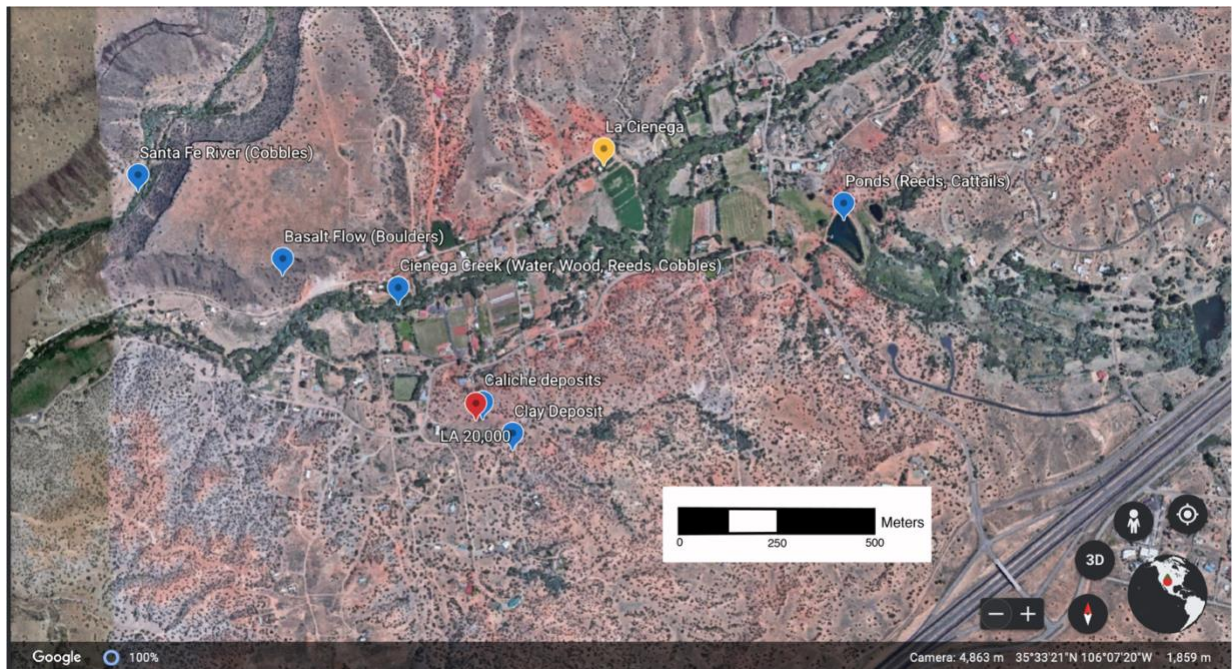 La Cienega
Santa Fe River (Cobbles)
Ponds (Reeds, Cattails)
Basalt Flow (Boulders)
Cienega Creek (Water, Wood, Reeds, Cobbles)
Caliche deposits
Clay Deposit
LA 20,000
Meters
0 250 500
3D
Google 100% Camera: 4,863 m 35°33'21"N 106°07'20"W 1,859 m